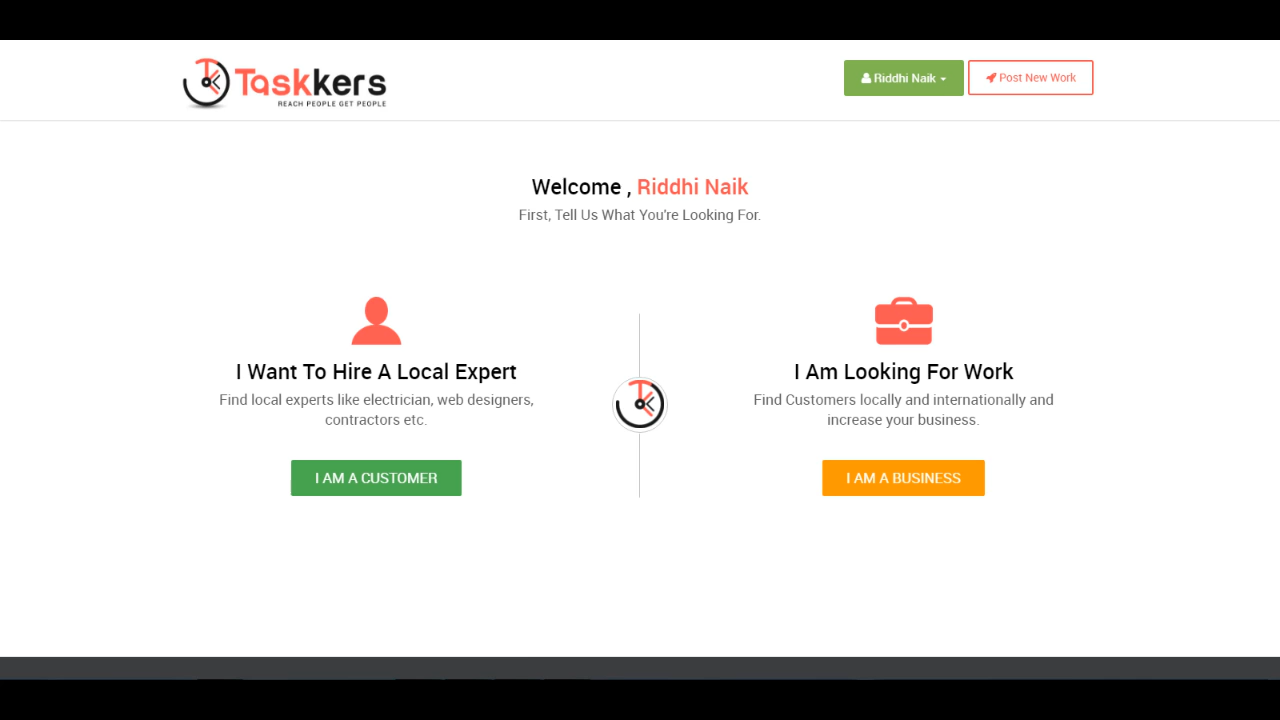 Taskkers
REACH PEOPLE GET PEOPLE
Riddhi Naik
Post New Work
Welcome , Riddhi Naik
First, Tell Us What You're Looking For.
I Want To Hire A Local Expert
Find local experts like electrician, web designers,
contractors etc.
I AM A CUSTOMER
I Am Looking For Work
Find Customers locally and internationally and
increase your business.
I AM A BUSINESS